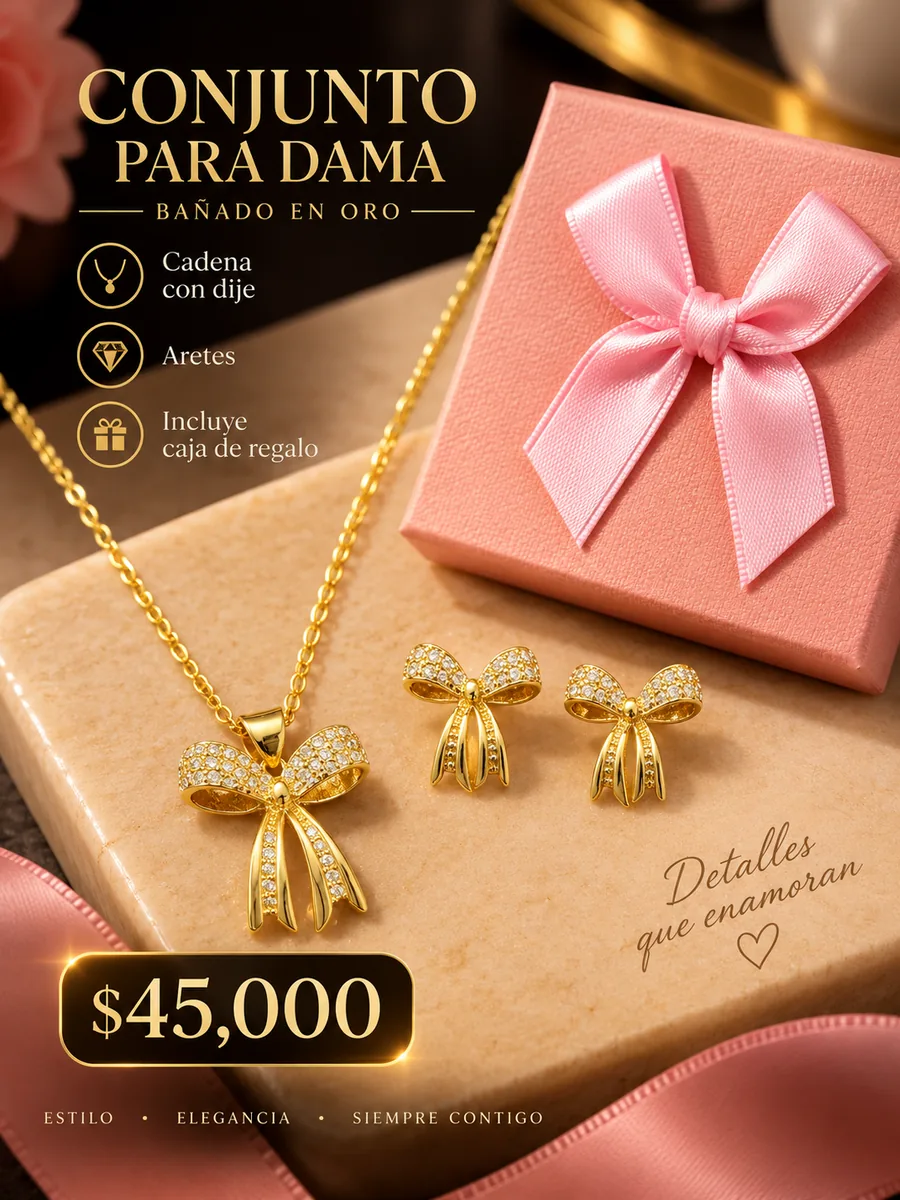 CONJUNTO
PARA DAMA
BAÑADO EN ORO
Cadena
con dije
Aretes
Incluye
caja de regalo
Detalles
que enamoran
$45,000
ESTILO • ELEGANCIA • SIEMPRE CONTIGO